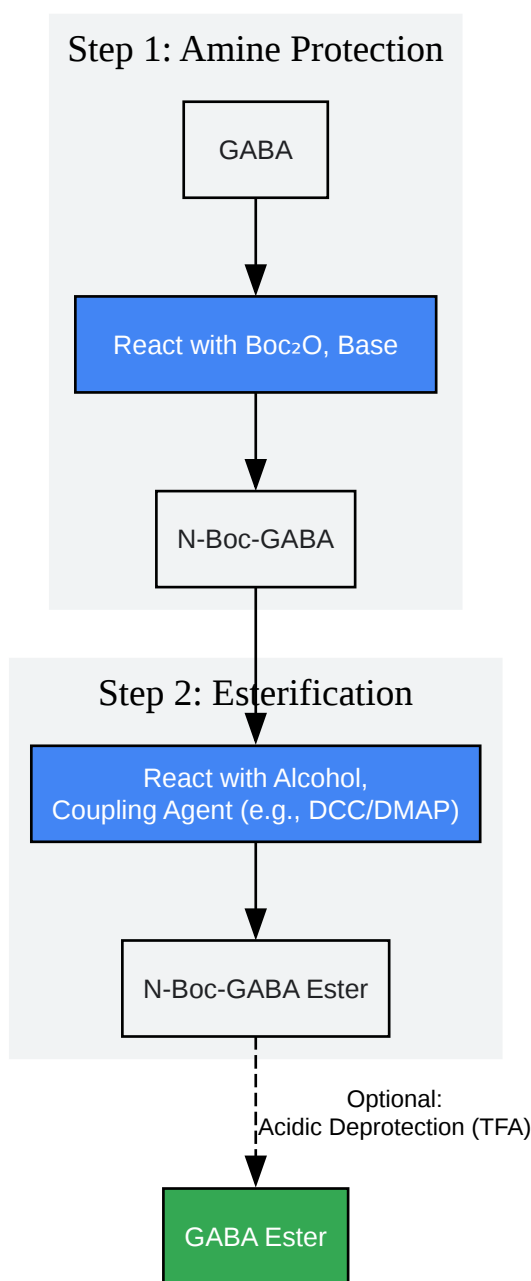 Step 1: Amine Protection
GABA
React with Boc₂O, Base
N-Boc-GABA
Step 2: Esterification
React with Alcohol,
Coupling Agent (e.g., DCC/DMAP)
N-Boc-GABA Ester
Optional:
Acidic Deprotection (TFA)
GABA Ester